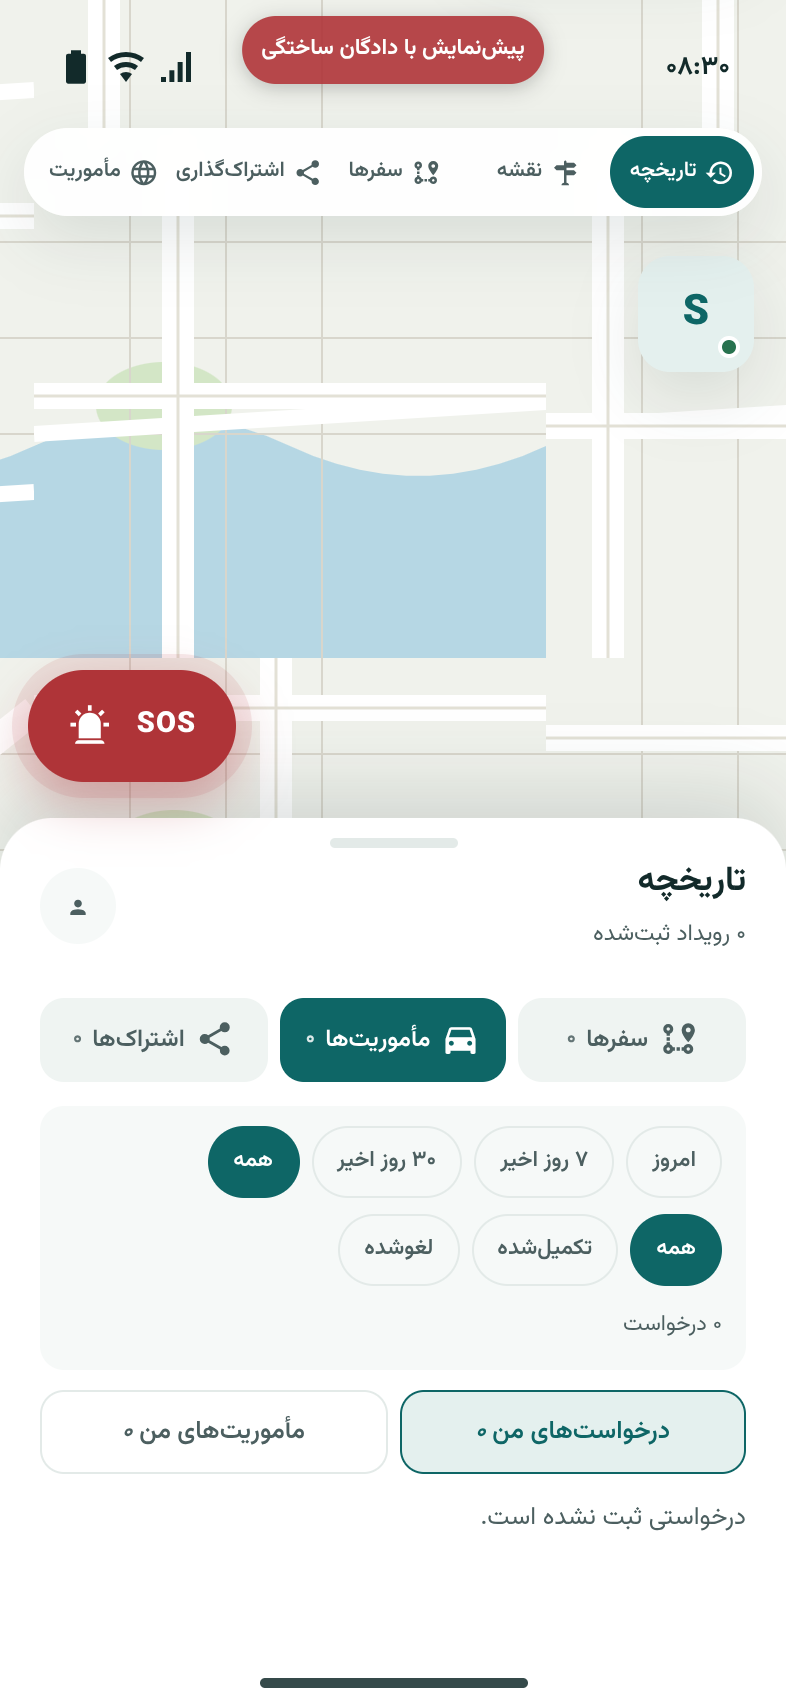 پیش‌نمایش با دادگان ساختگی
۰۸:۳۰
تاریخچه
نقشه
سفرها
اشتراک‌گذاری
مأموریت
S
SOS
تاریخچه
۰ رویداد ثبت‌شده
سفرها ۰
مأموریت‌ها ۰
اشتراک‌ها ۰
امروز
۷ روز اخیر
۳۰ روز اخیر
همه
همه
تکمیل‌شده
لغوشده
۰ درخواست
درخواست‌های من ۰
مأموریت‌های من ۰
درخواستی ثبت نشده است.